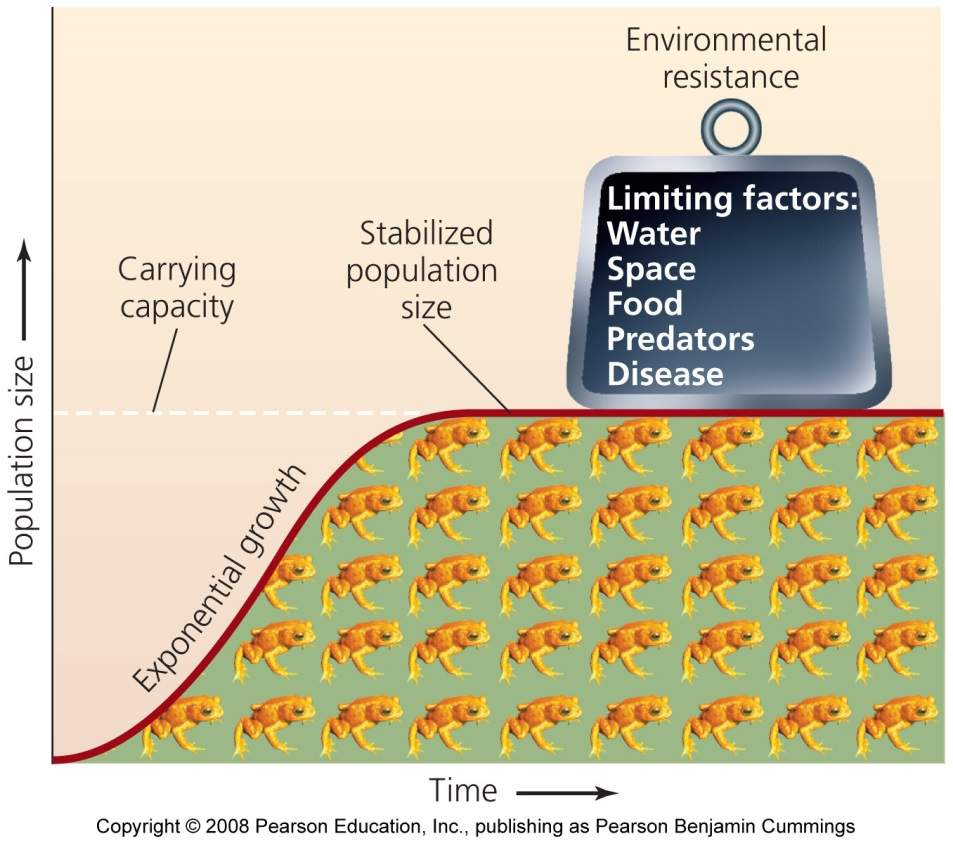 Environmental
resistance
Limiting factors:
Water
Space
Food
Predators
Disease
Stabilized
population
size
Carrying
capacity
Population size
Exponential growth
Time
Copyright © 2008 Pearson Education, Inc., publishing as Pearson Benjamin Cummings